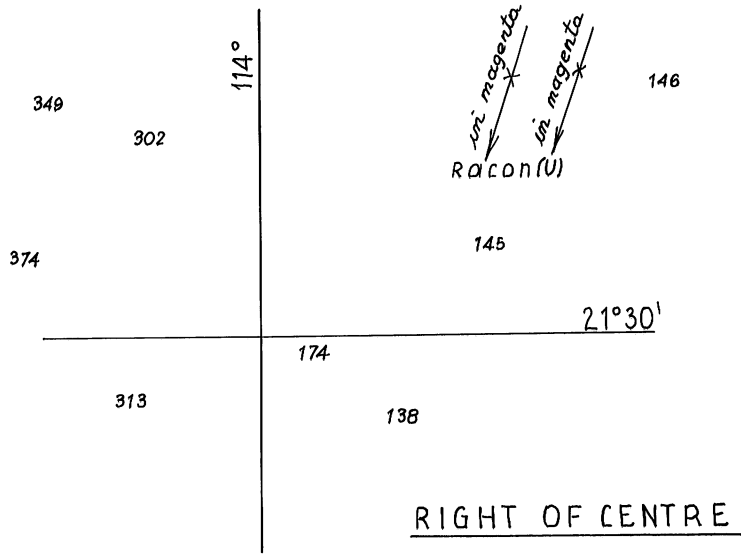 in magenta
in magenta
114°
349
302
146
Racon(U)
374
145
21°30'
174
313
138
RIGHT OF CENTRE